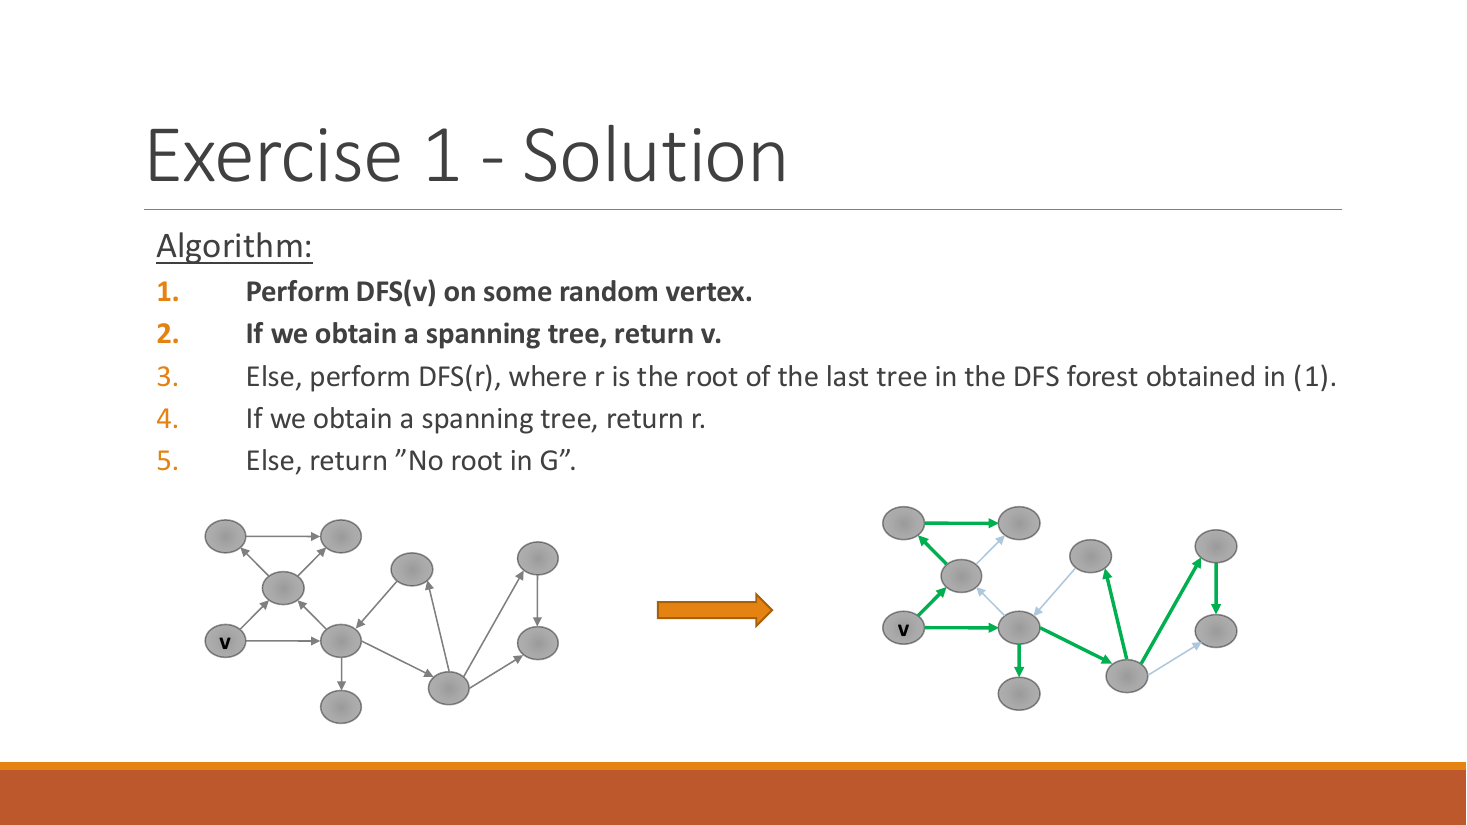 Exercise 1 - Solution
Algorithm:
1. Perform DFS(v) on some random vertex.
2. If we obtain a spanning tree, return v.
3. Else, perform DFS(r), where r is the root of the last tree in the DFS forest obtained in (1).
4. If we obtain a spanning tree, return r.
5. Else, return ”No root in G”.
v
v